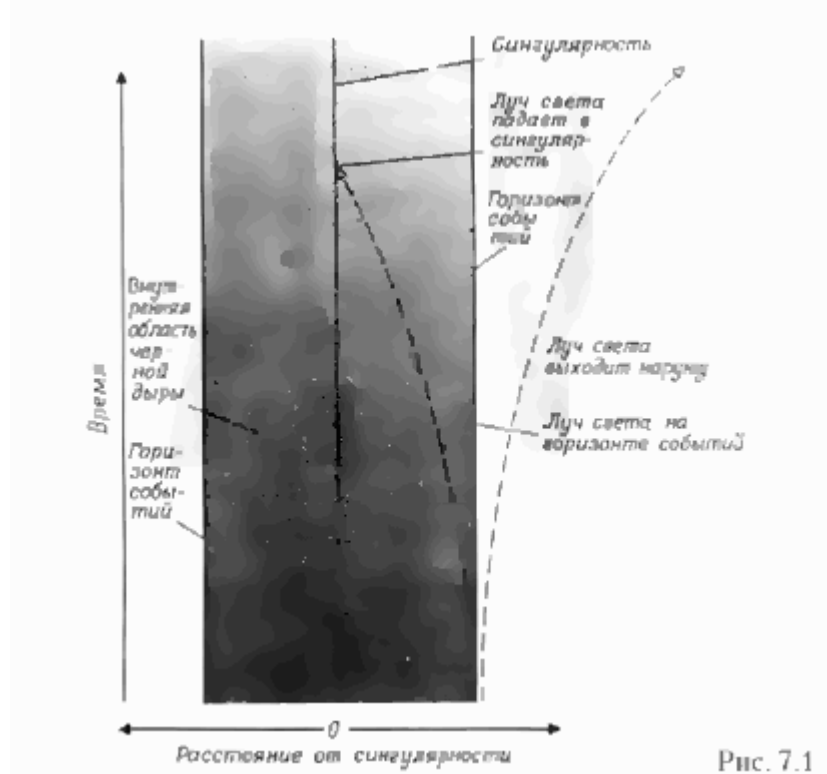 Сингулярность
Луч света
падает в
сингуляр-
ность
Горизонт
собы-
тий
Внут-
ренняя
область
чер-
ной
дыры
Луч света
выходит наружу
Время
Луч света на
горизонте событий
Гори-
зонт
собы-
тий
0
Расстояние от сингулярности
Рис. 7.1